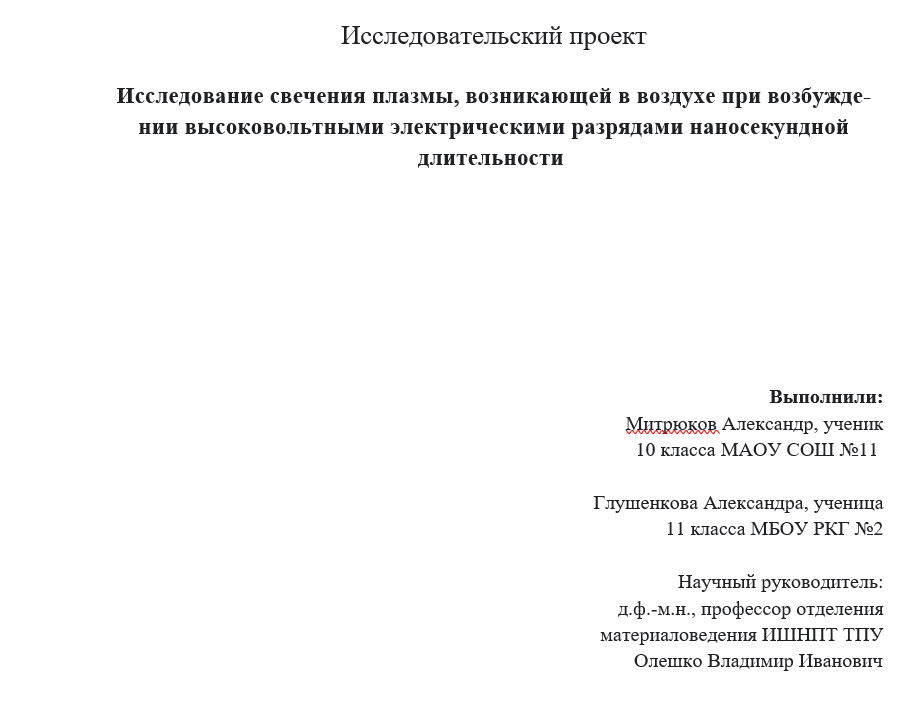 Исследовательский проект
Исследование свечения плазмы, возникающей в воздухе при возбужде-
нии высоковольтными электрическими разрядами наносекундной
длительности
Выполнили:
Митрюков Александр, ученик
10 класса МАОУ СОШ №11
Глушенкова Александра, ученица
11 класса МБОУ РКГ №2
Научный руководитель:
д.ф.-м.н., профессор отделения
материаловедения ИШНПТ ТПУ
Олешко Владимир Иванович